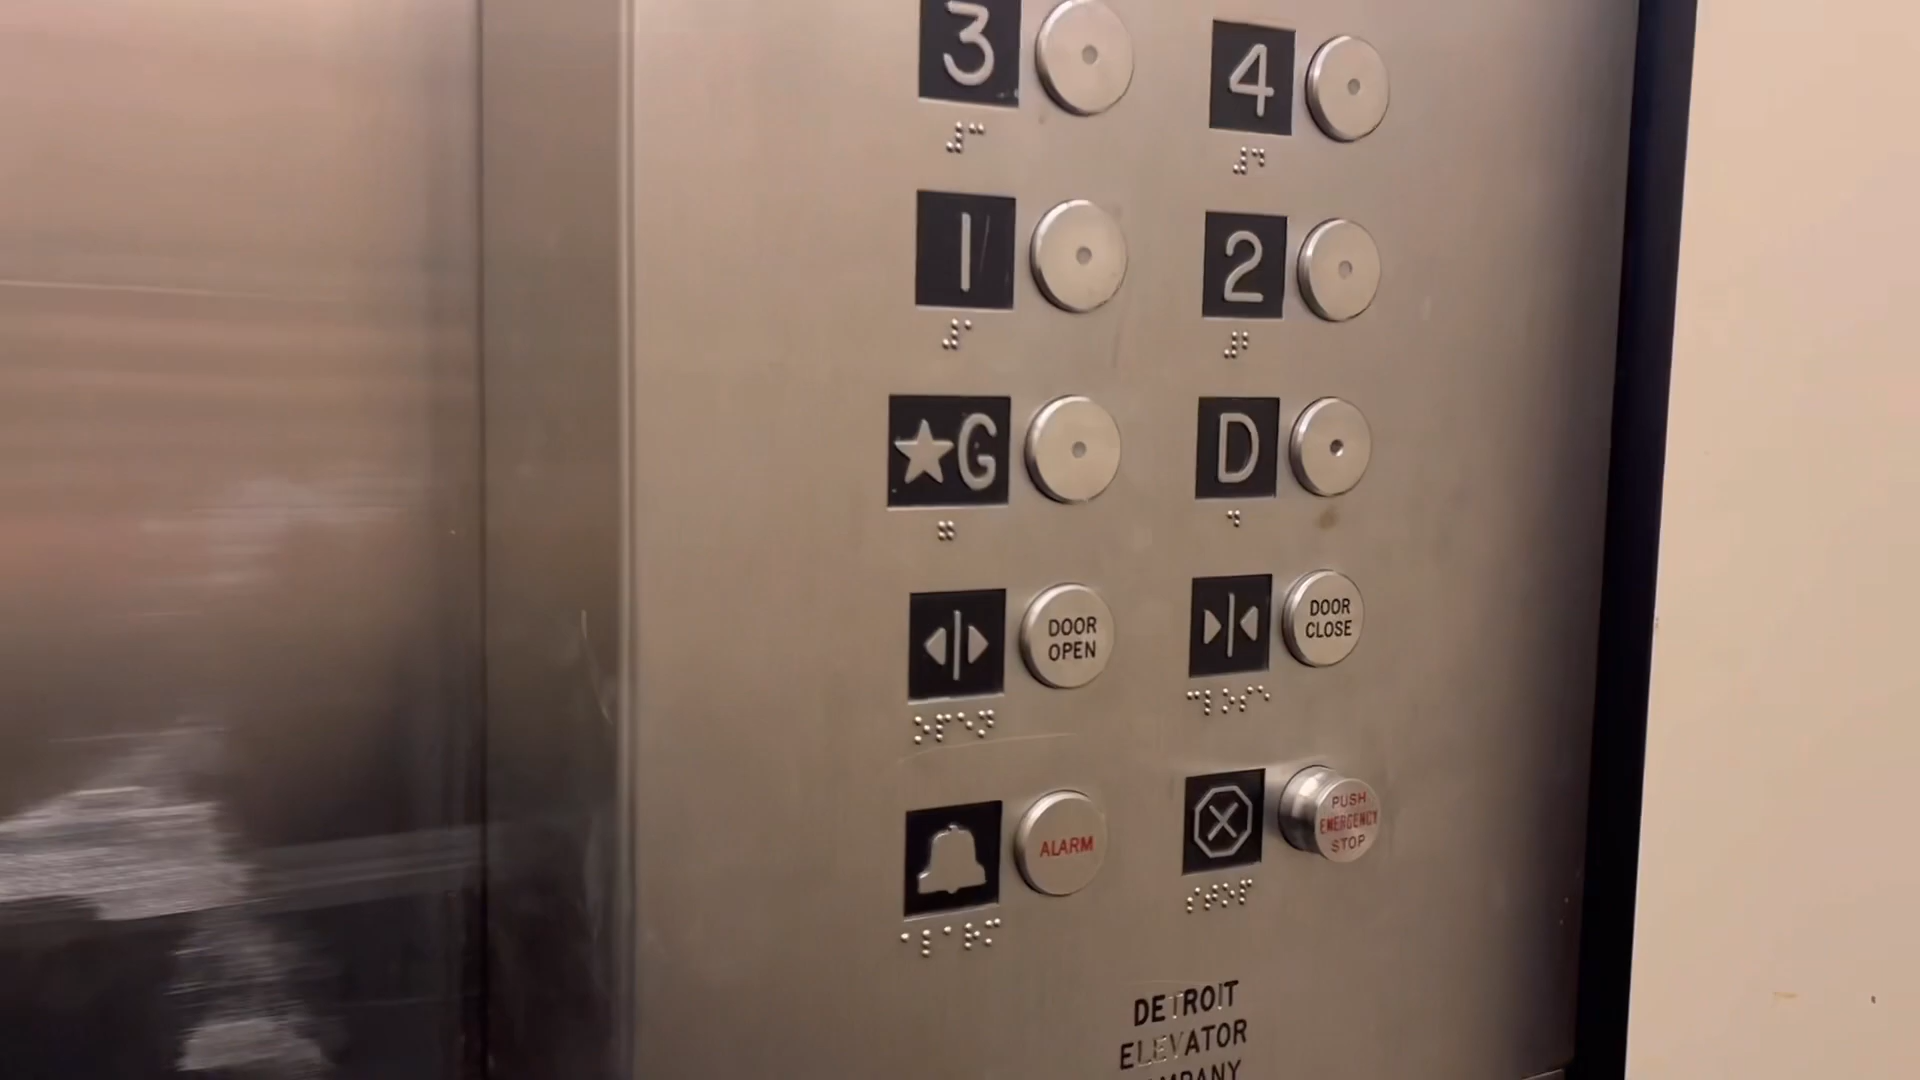 3 4
1 2
★G D
DOOR OPEN
DOOR CLOSE
ALARM
PUSH
EMERGENCY
STOP
DETROIT
ELEVATOR